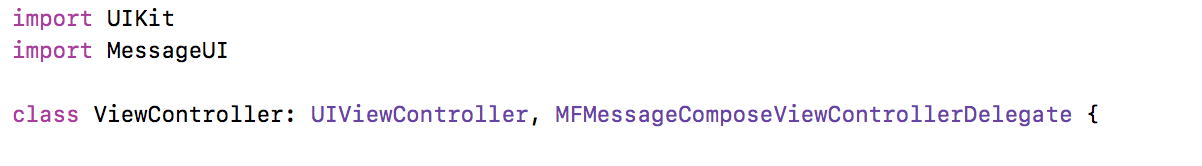 import UIKit
import MessageUI
class ViewController: UIViewController, MFMessageComposeViewControllerDelegate {